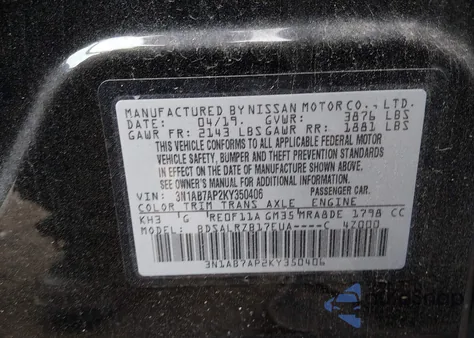 MANUFACTURED BY NISSAN MOTOR CO., LTD.
DATE: 04/19. GVWR: 3876 LBS
GAWR FR: 2143 LBS GAWR RR: 1881 LBS
THIS VEHICLE CONFORMS TO ALL APPLICABLE FEDERAL MOTOR
VEHICLE SAFETY, BUMPER AND THEFT PREVENTION STANDARDS
IN EFFECT ON THE DATE OF MANUFACTURE SHOWN ABOVE.
SEE OWNER'S MANUAL FOR ADDITIONAL INFORMATION.
VIN: 3N1AB7AP2KY350406 PASSENGER CAR.
COLOR TRIM TRANS AXLE ENGINE
KH3 G RE0F11A GM35 MRA8DE 1798 CC
MODEL: BDSALRZB17EUA----C 4Z000
3N1AB7AP2KY350406